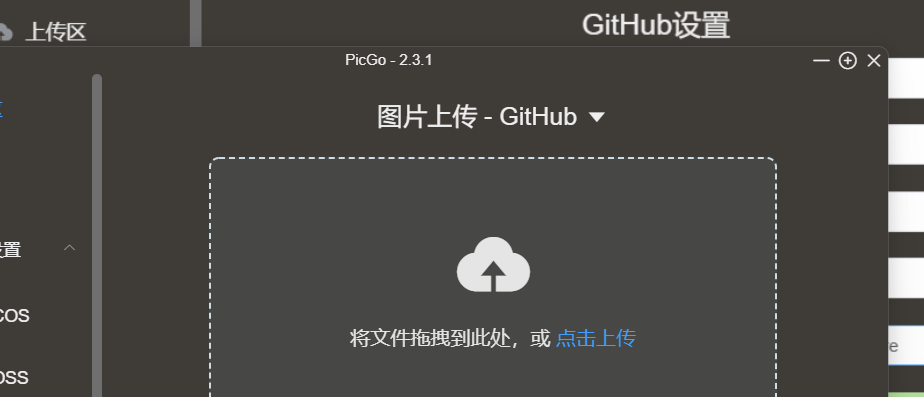 上传区
GitHub设置
PicGo - 2.3.1
图片上传 - GitHub
置
COS
OSS
将文件拖拽到此处，或 点击上传